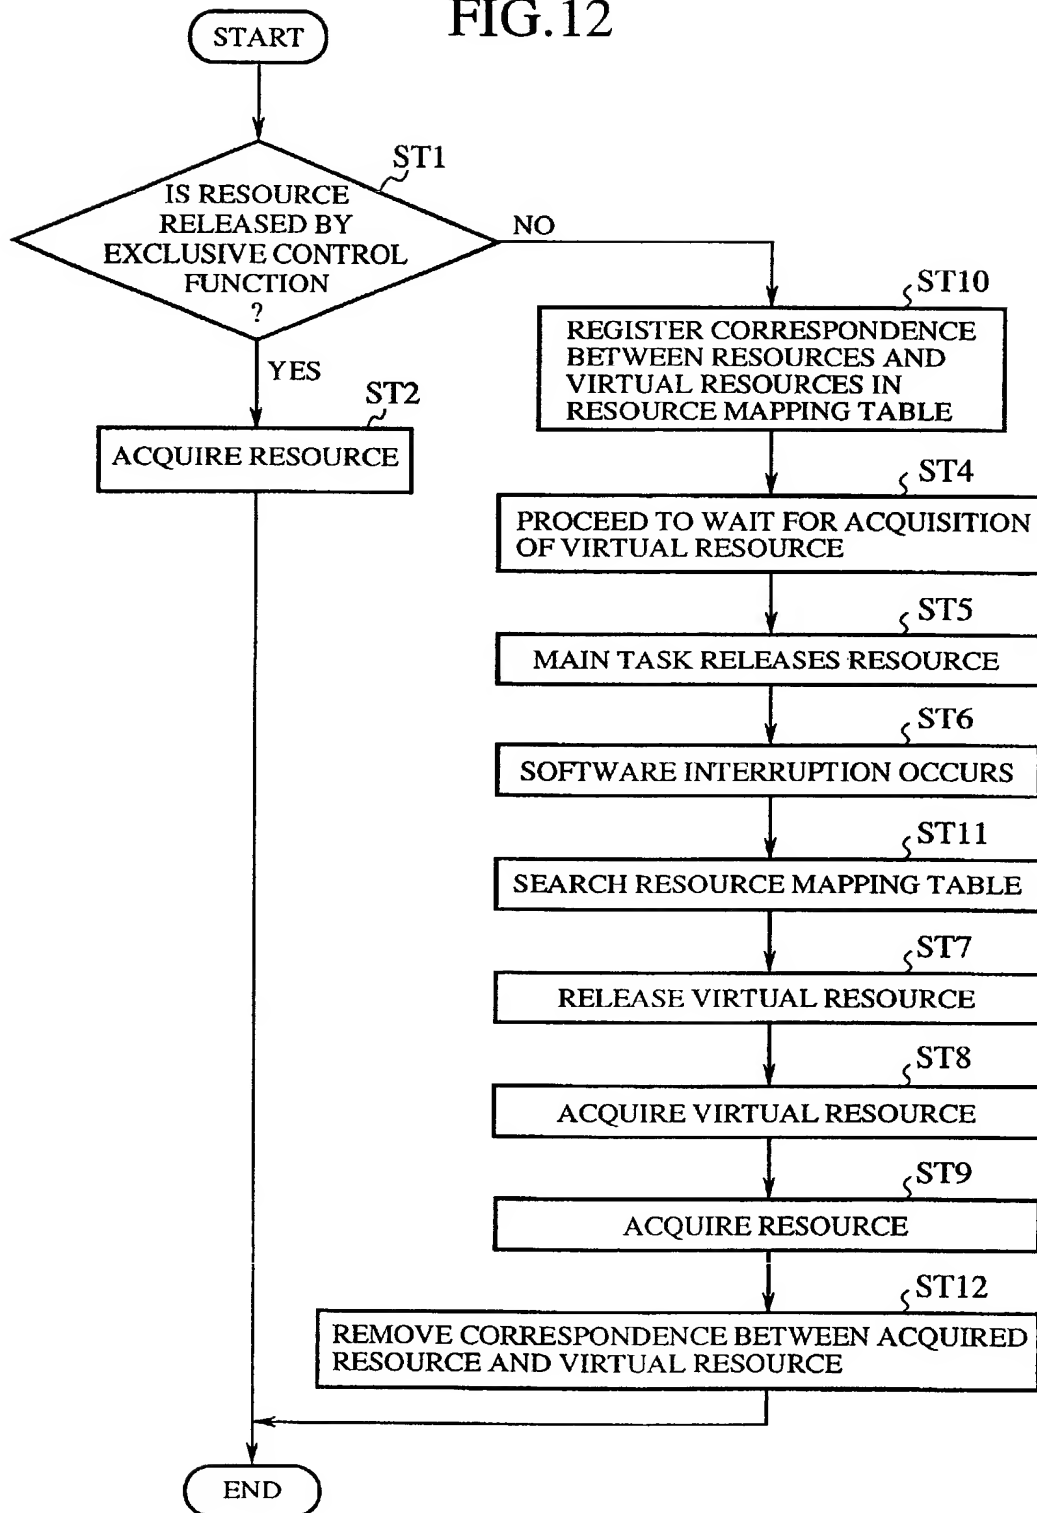 FIG.12
START
ST1
IS RESOURCE
RELEASED BY
EXCLUSIVE CONTROL
FUNCTION
?
NO
YES
ST2
ACQUIRE RESOURCE
ST10
REGISTER CORRESPONDENCE
BETWEEN RESOURCES AND
VIRTUAL RESOURCES IN
RESOURCE MAPPING TABLE
ST4
PROCEED TO WAIT FOR ACQUISITION
OF VIRTUAL RESOURCE
ST5
MAIN TASK RELEASES RESOURCE
ST6
SOFTWARE INTERRUPTION OCCURS
ST11
SEARCH RESOURCE MAPPING TABLE
ST7
RELEASE VIRTUAL RESOURCE
ST8
ACQUIRE VIRTUAL RESOURCE
ST9
ACQUIRE RESOURCE
ST12
REMOVE CORRESPONDENCE BETWEEN ACQUIRED
RESOURCE AND VIRTUAL RESOURCE
END